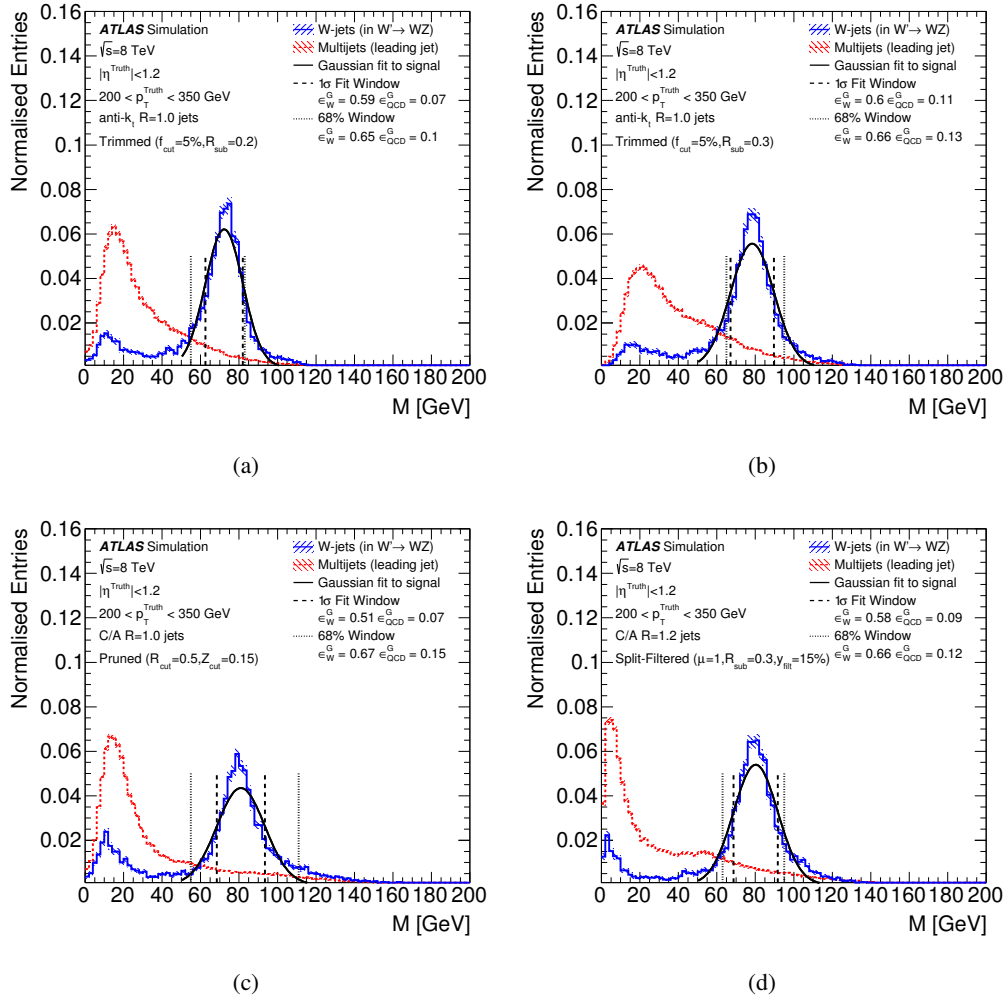 Normalised Entries
0.16
0.14
0.12
0.1
0.08
0.06
0.04
0.02
ATLAS Simulation
√s=8 TeV
|η^Truth|<1.2
200 < p_T^Truth < 350 GeV
anti-k_t R=1.0 jets
Trimmed (f_cut=5%,R_sub=0.2)
W-jets (in W'→ WZ)
Multijets (leading jet)
Gaussian fit to signal
1σ Fit Window
ϵ_W^G = 0.59 ϵ_QCD^G = 0.07
68% Window
ϵ_W^G = 0.65 ϵ_QCD^G = 0.1
0 20 40 60 80 100 120 140 160 180 200
M [GeV]
(a)
Normalised Entries
0.16
0.14
0.12
0.1
0.08
0.06
0.04
0.02
ATLAS Simulation
√s=8 TeV
|η^Truth|<1.2
200 < p_T^Truth < 350 GeV
anti-k_t R=1.0 jets
Trimmed (f_cut=5%,R_sub=0.3)
W-jets (in W'→ WZ)
Multijets (leading jet)
Gaussian fit to signal
1σ Fit Window
ϵ_W^G = 0.6 ϵ_QCD^G = 0.11
68% Window
ϵ_W^G = 0.66 ϵ_QCD^G = 0.13
0 20 40 60 80 100 120 140 160 180 200
M [GeV]
(b)
Normalised Entries
0.16
0.14
0.12
0.1
0.08
0.06
0.04
0.02
ATLAS Simulation
√s=8 TeV
|η^Truth|<1.2
200 < p_T^Truth < 350 GeV
C/A R=1.0 jets
Pruned (R_cut=0.5,Z_cut=0.15)
W-jets (in W'→ WZ)
Multijets (leading jet)
Gaussian fit to signal
1σ Fit Window
ϵ_W^G = 0.51 ϵ_QCD^G = 0.07
68% Window
ϵ_W^G = 0.67 ϵ_QCD^G = 0.15
0 20 40 60 80 100 120 140 160 180 200
M [GeV]
(c)
Normalised Entries
0.16
0.14
0.12
0.1
0.08
0.06
0.04
0.02
ATLAS Simulation
√s=8 TeV
|η^Truth|<1.2
200 < p_T^Truth < 350 GeV
C/A R=1.2 jets
Split-Filtered (μ=1,R_sub=0.3,y_filt=15%)
W-jets (in W'→ WZ)
Multijets (leading jet)
Gaussian fit to signal
1σ Fit Window
ϵ_W^G = 0.58 ϵ_QCD^G = 0.09
68% Window
ϵ_W^G = 0.66 ϵ_QCD^G = 0.12
0 20 40 60 80 100 120 140 160 180 200
M [GeV]
(d)